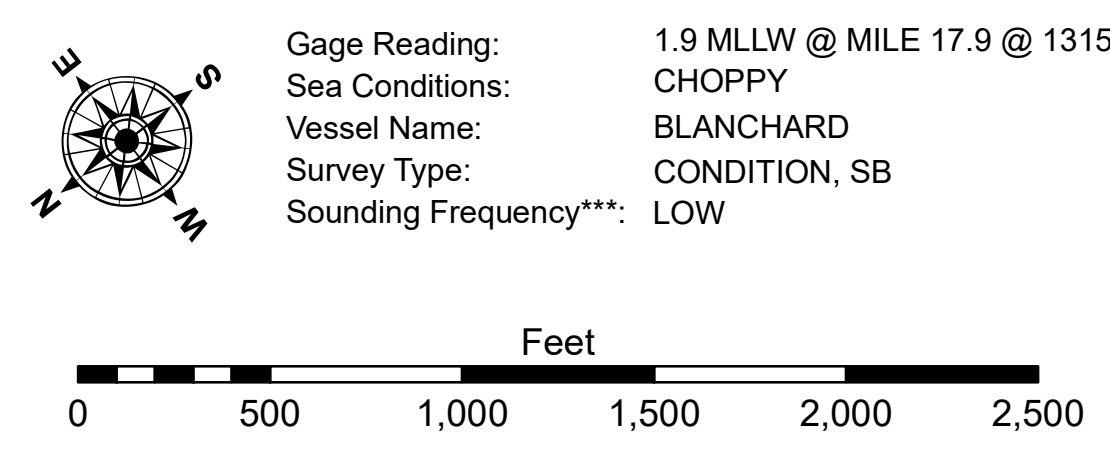 E
S
N
W
Gage Reading: 1.9 MLLW @ MILE 17.9 @ 1315
Sea Conditions: CHOPPY
Vessel Name: BLANCHARD
Survey Type: CONDITION, SB
Sounding Frequency***: LOW
Feet
0 500 1,000 1,500 2,000 2,500